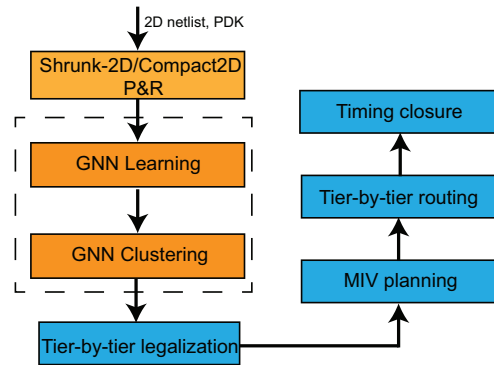 2D netlist, PDK
Shrunk-2D/Compact2D
P&R
GNN Learning
GNN Clustering
Tier-by-tier legalization
MIV planning
Tier-by-tier routing
Timing closure